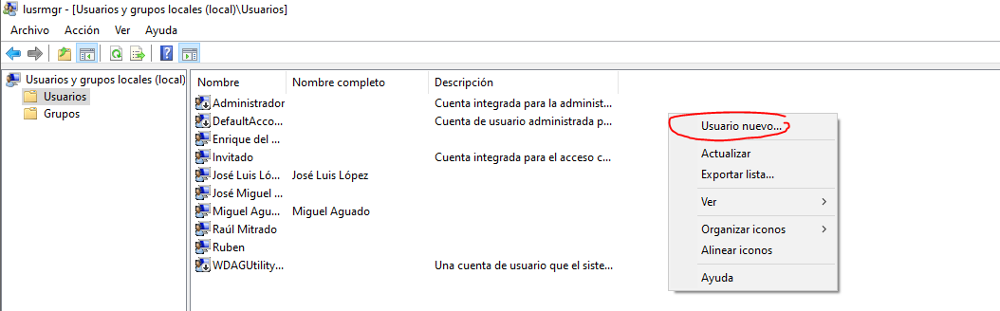 lusrmgr - [Usuarios y grupos locales (local)\Usuarios]
Archivo Acción Ver Ayuda
Usuarios y grupos locales (local)
Usuarios
Grupos
Nombre Nombre completo Descripción
Administrador Cuenta integrada para la administ...
DefaultAcco... Cuenta de usuario administrada p...
Enrique del ...
Invitado Cuenta integrada para el acceso c...
José Luis Ló... José Luis López
José Miguel ...
Miguel Agu... Miguel Aguado
Raúl Mitrado
Ruben
WDAGUtility... Una cuenta de usuario que el siste...
Usuario nuevo...
Actualizar
Exportar lista...
Ver
Organizar iconos
Alinear iconos
Ayuda